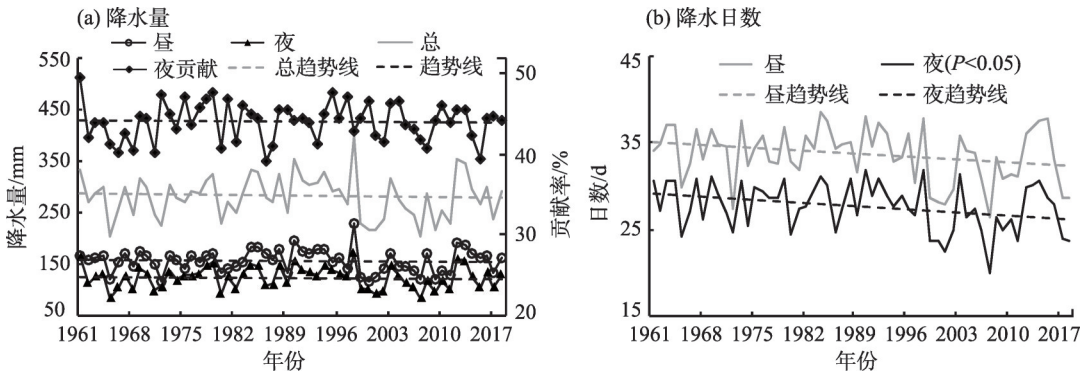 (a) 降水量
昼 夜 总
夜贡献 总趋势线 趋势线
降水量/mm
550
450
350
250
150
50
贡献率/%
50
40
30
20
1961 1968 1975 1982 1989 1996 2003 2010 2017
年份
(b) 降水日数
昼 夜(P<0.05)
昼趋势线 夜趋势线
日数/d
45
35
25
15
1961 1968 1975 1982 1989 1996 2003 2010 2017
年份